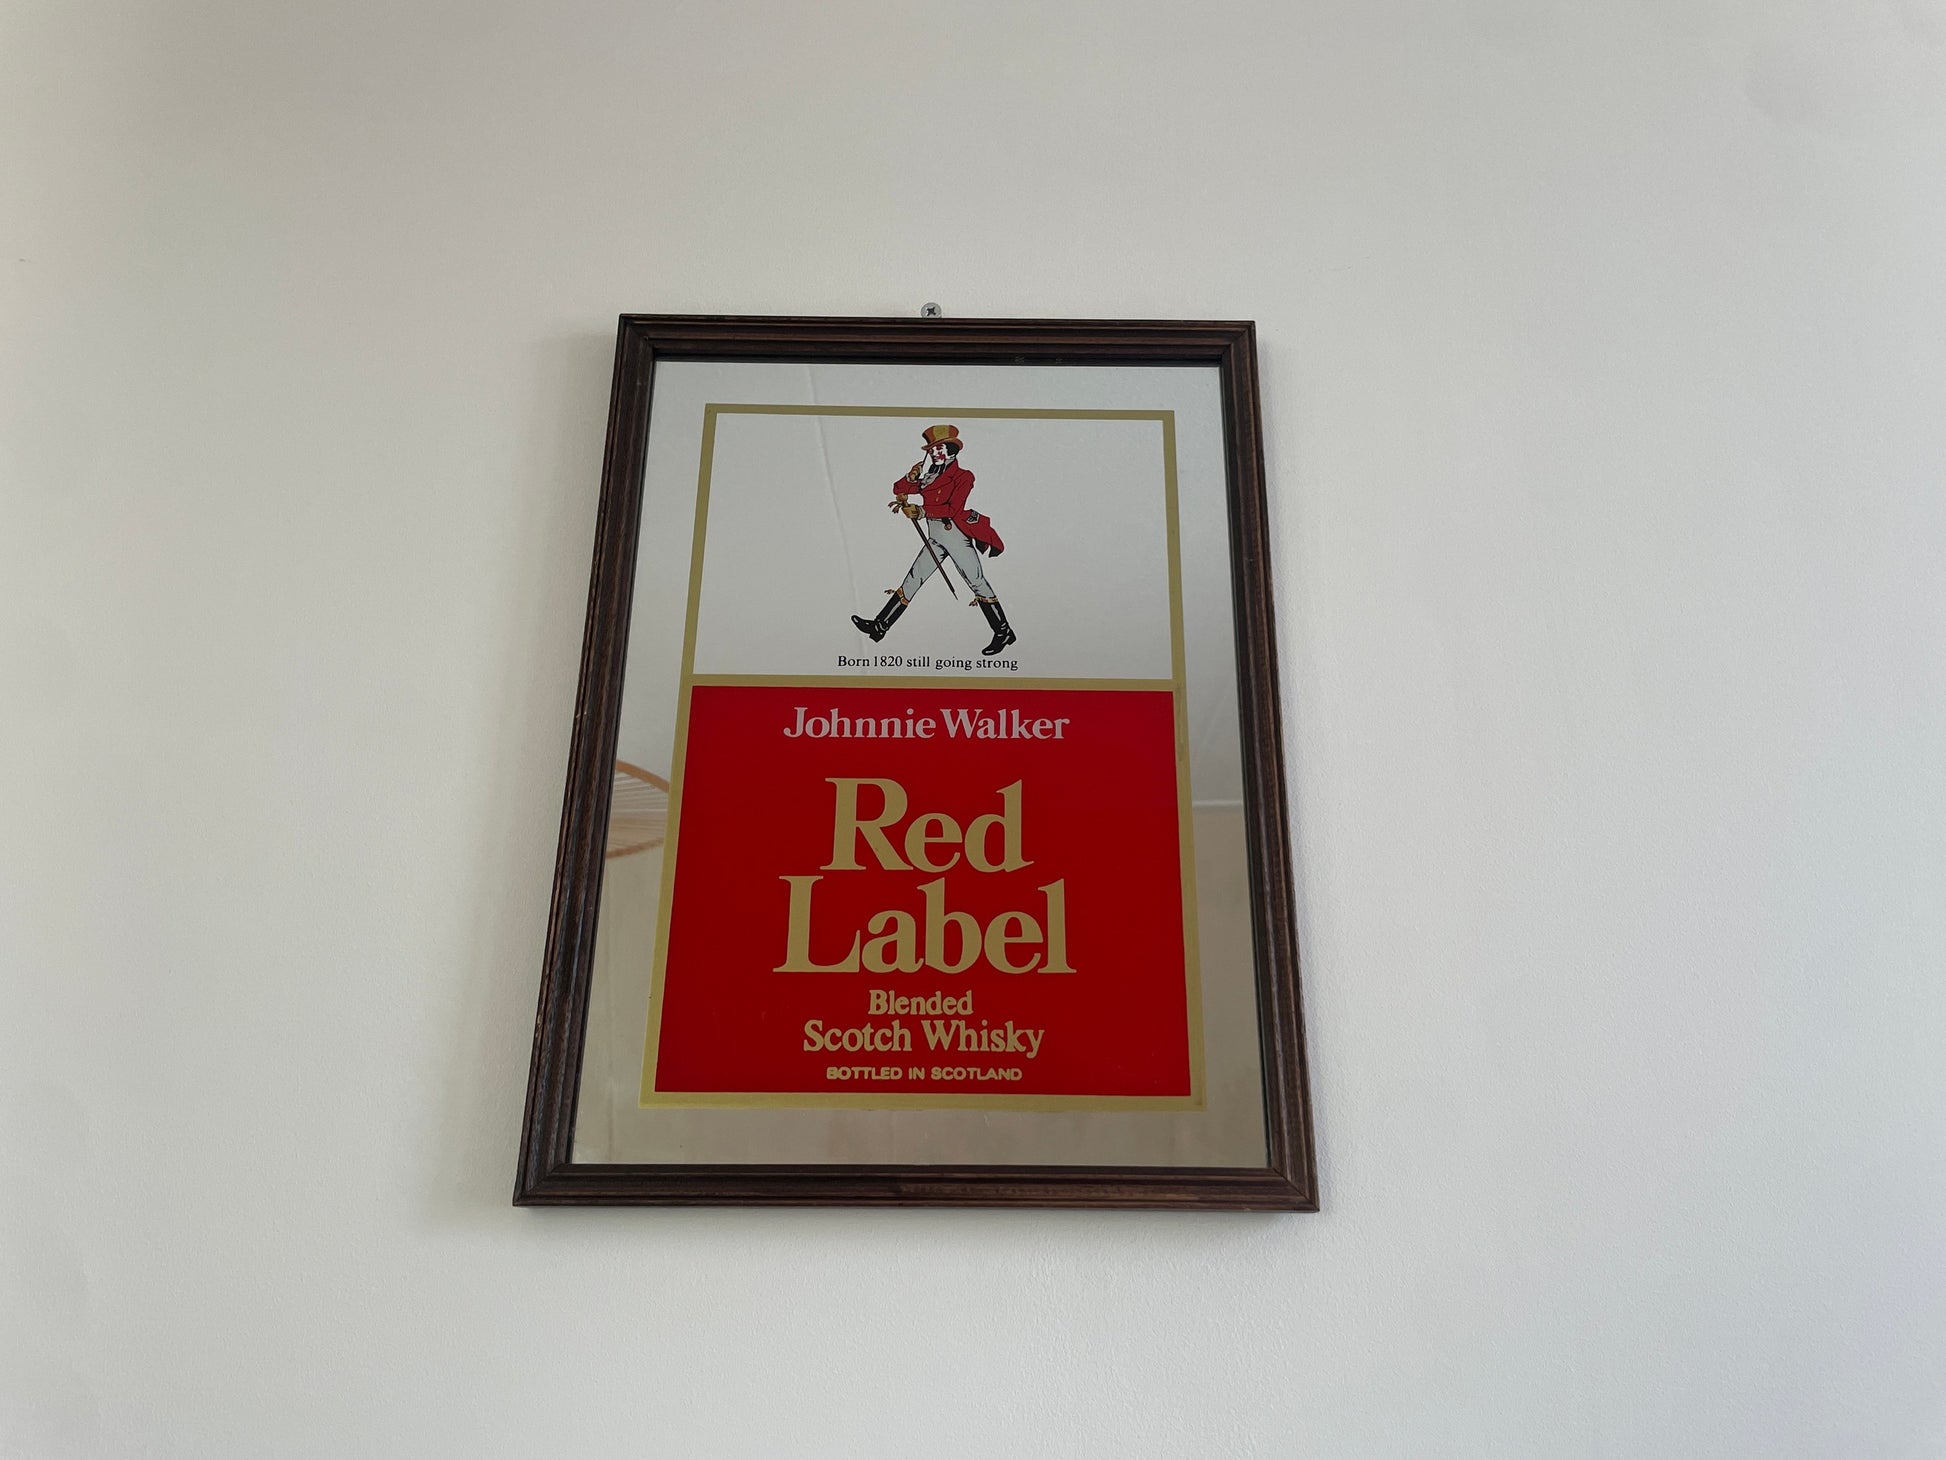 Born 1820 still going strong
Johnnie Walker
Red
Label
Blended
Scotch Whisky
BOTTLED IN SCOTLAND